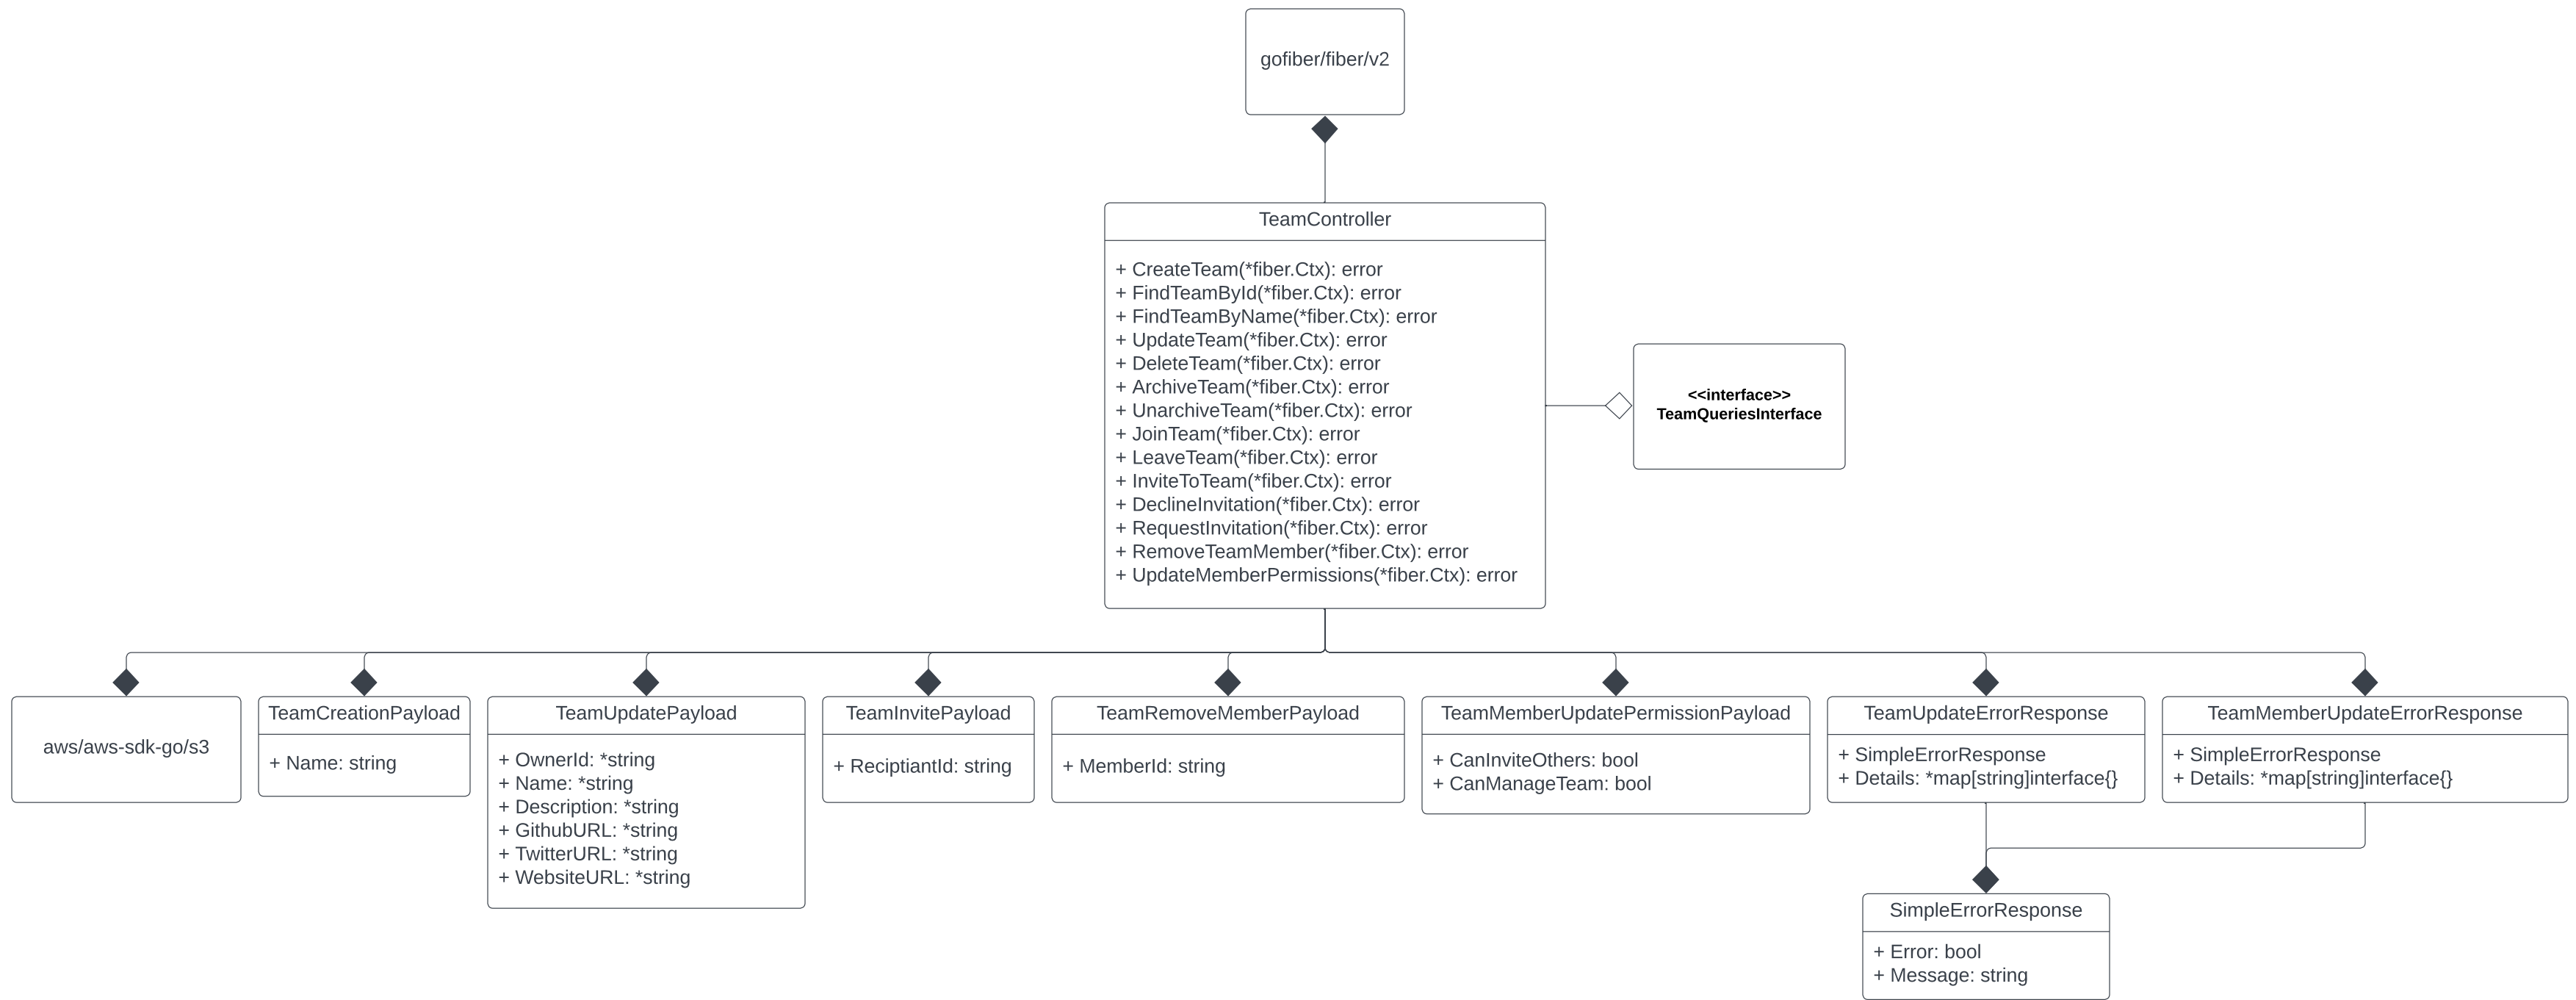 gofiber/fiber/v2
TeamController
+ CreateTeam(*fiber.Ctx): error
+ FindTeamById(*fiber.Ctx): error
+ FindTeamByName(*fiber.Ctx): error
+ UpdateTeam(*fiber.Ctx): error
+ DeleteTeam(*fiber.Ctx): error
+ ArchiveTeam(*fiber.Ctx): error
+ UnarchiveTeam(*fiber.Ctx): error
+ JoinTeam(*fiber.Ctx): error
+ LeaveTeam(*fiber.Ctx): error
+ InviteToTeam(*fiber.Ctx): error
+ DeclineInvitation(*fiber.Ctx): error
+ RequestInvitation(*fiber.Ctx): error
+ RemoveTeamMember(*fiber.Ctx): error
+ UpdateMemberPermissions(*fiber.Ctx): error
<<interface>>
TeamQueriesInterface
aws/aws-sdk-go/s3
TeamCreationPayload
+ Name: string
TeamUpdatePayload
+ OwnerId: *string
+ Name: *string
+ Description: *string
+ GithubURL: *string
+ TwitterURL: *string
+ WebsiteURL: *string
TeamInvitePayload
+ ReciptiantId: string
TeamRemoveMemberPayload
+ MemberId: string
TeamMemberUpdatePermissionPayload
+ CanInviteOthers: bool
+ CanManageTeam: bool
TeamUpdateErrorResponse
+ SimpleErrorResponse
+ Details: *map[string]interface{}
TeamMemberUpdateErrorResponse
+ SimpleErrorResponse
+ Details: *map[string]interface{}
SimpleErrorResponse
+ Error: bool
+ Message: string